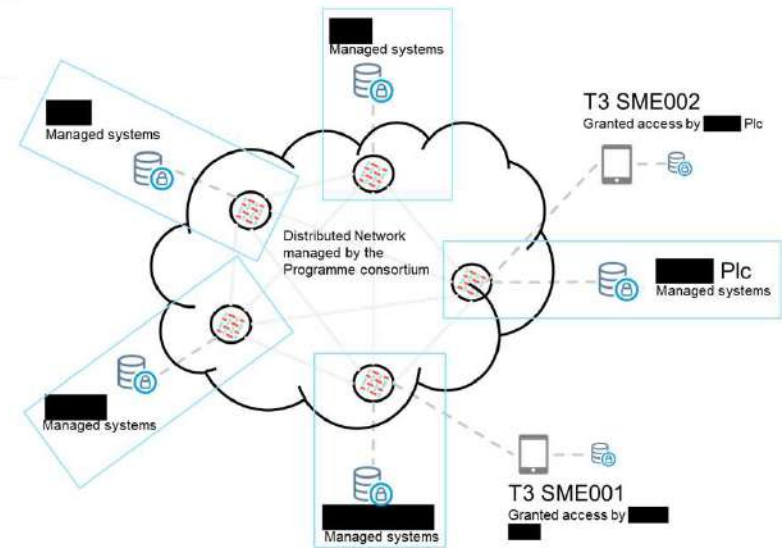 Managed systems
T3 SME002
Granted access by Plc
Managed systems
Distributed Network
managed by the
Programme consortium
Plc
Managed systems
Managed systems
T3 SME001
Granted access by
Managed systems